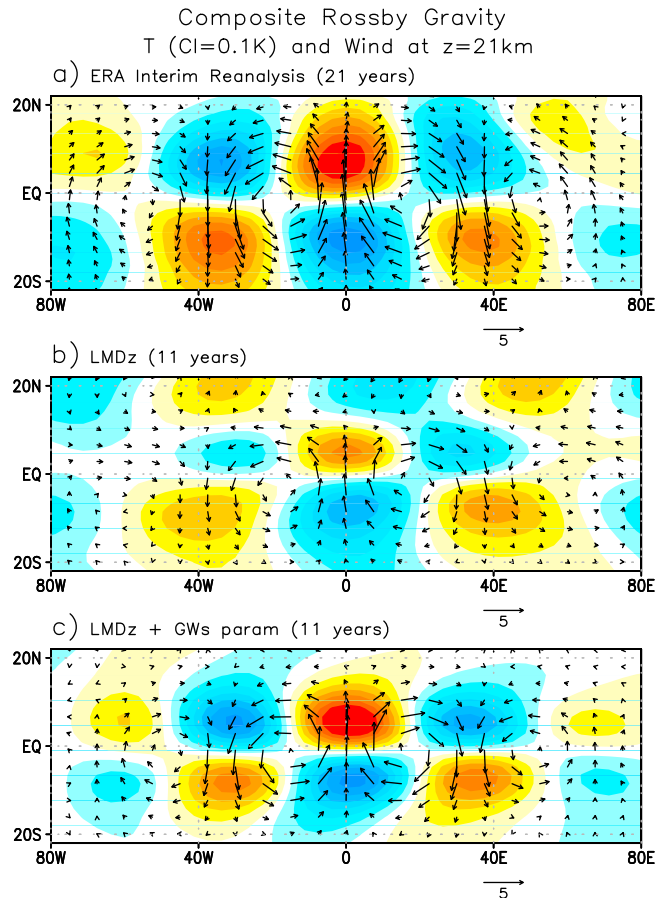 Composite Rossby Gravity
T (CI=0.1K) and Wind at z=21km
a) ERA Interim Reanalysis (21 years)
20N
EQ
20S
80W 40W 0 40E 80E
5
b) LMDz (11 years)
20N
EQ
20S
80W 40W 0 40E 80E
5
c) LMDz + GWs param (11 years)
20N
EQ
20S
80W 40W 0 40E 80E
5